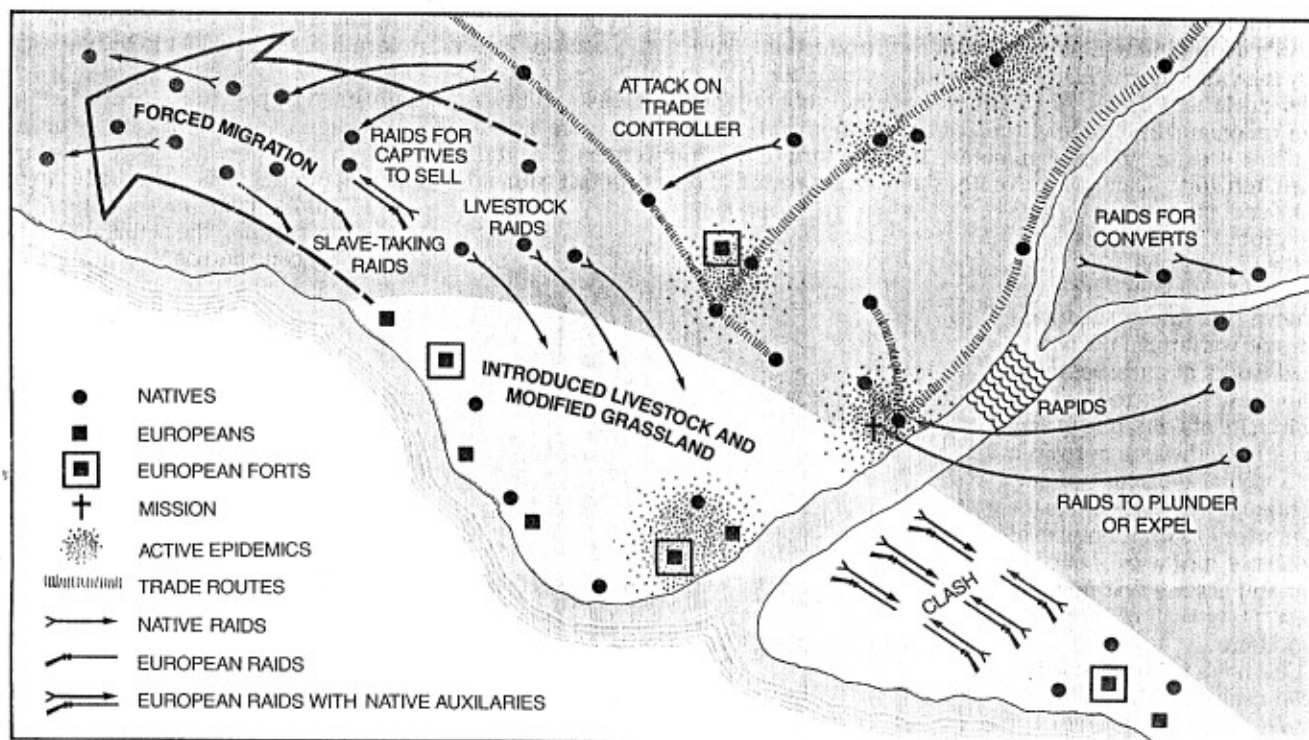 FORCED MIGRATION
RAIDS FOR
CAPTIVES
TO SELL
ATTACK ON
TRADE
CONTROLLER
LIVESTOCK
RAIDS
SLAVE-TAKING
RAIDS
RAIDS FOR
CONVERTS
INTRODUCED LIVESTOCK AND
MODIFIED GRASSLAND
RAPIDS
RAIDS TO PLUNDER
OR EXPEL
CLASH
NATIVES
EUROPEANS
EUROPEAN FORTS
MISSION
ACTIVE EPIDEMICS
TRADE ROUTES
NATIVE RAIDS
EUROPEAN RAIDS
EUROPEAN RAIDS WITH NATIVE AUXILARIES